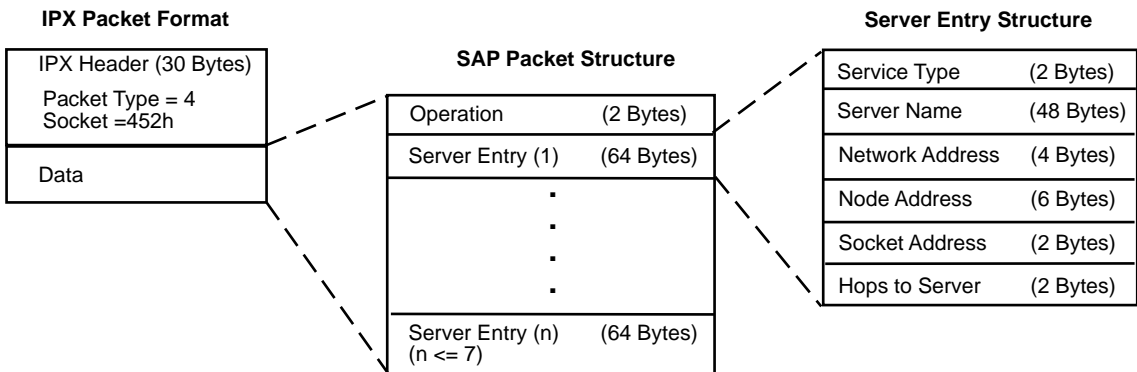 IPX Packet Format
IPX Header (30 Bytes)
Packet Type = 4
Socket =452h
Data
SAP Packet Structure
Operation (2 Bytes)
Server Entry (1) (64 Bytes)
.
.
.
.
Server Entry (n) (64 Bytes)
(n <= 7)
Server Entry Structure
Service Type (2 Bytes)
Server Name (48 Bytes)
Network Address (4 Bytes)
Node Address (6 Bytes)
Socket Address (2 Bytes)
Hops to Server (2 Bytes)